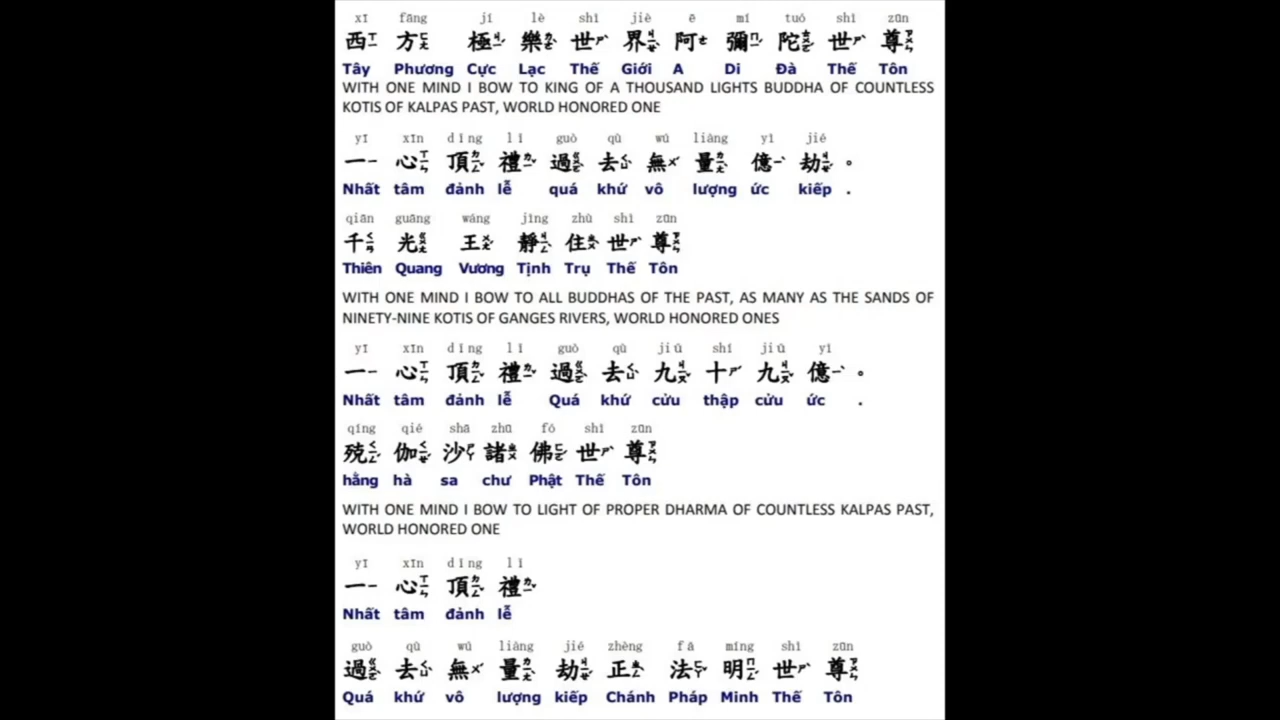 xī fāng jí lè shì jiè ē mí tuó shì zūn
西方 極樂世界阿彌陀世尊
Tây Phương Cực Lạc Thế Giới A Di Đà Thế Tôn
WITH ONE MIND I BOW TO KING OF A THOUSAND LIGHTS BUDDHA OF COUNTLESS
KOTIS OF KALPAS PAST, WORLD HONORED ONE
yī xīn dǐng lǐ guò qù wú liàng yì jié
一心頂禮過去無量億劫。
Nhất tâm đảnh lễ quá khứ vô lượng ức kiếp .
qiān guāng wáng jìng zhù shì zūn
千光王靜住世尊
Thiên Quang Vương Tịnh Trụ Thế Tôn
WITH ONE MIND I BOW TO ALL BUDDHAS OF THE PAST, AS MANY AS THE SANDS OF
NINETY-NINE KOTIS OF GANGES RIVERS, WORLD HONORED ONES
yī xīn dǐng lǐ guò qù jiǔ shí jiǔ yì
一心頂禮過去九十九億。
Nhất tâm đảnh lễ Quá khứ cửu thập cửu ức .
qíng qié shā zhū fó shì zūn
殑伽沙諸佛世尊
hằng hà sa chư Phật Thế Tôn
WITH ONE MIND I BOW TO LIGHT OF PROPER DHARMA OF COUNTLESS KALPAS PAST,
WORLD HONORED ONE
yī xīn dǐng lǐ
一心頂禮
Nhất tâm đảnh lễ
guò qù wú liàng jié zhèng fǎ míng shì zūn
過去無量劫正法明世尊
Quá khứ vô lượng kiếp Chánh Pháp Minh Thế Tôn